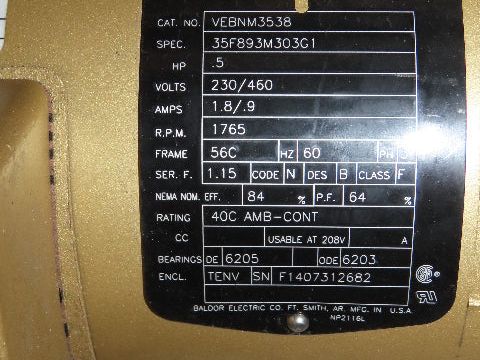 CAT. NO. VEBNM3538
SPEC. 35F893M303G1
HP .5
VOLTS 230/460
AMPS 1.8/.9
R.P.M. 1765
FRAME 56C HZ 60 PH
SER. F. 1.15 CODE N DES B CLASS F
NEMA NOM. EFF. 84 % P.F. 64 %
RATING 40C AMB-CONT
CC USABLE AT 208V A
BEARINGS DE 6205 ODE 6203
ENCL. TENV SN F1407312682
BALDOR ELECTRIC CO. FT. SMITH, AR. MFG. IN U.S.A.
NP2116L